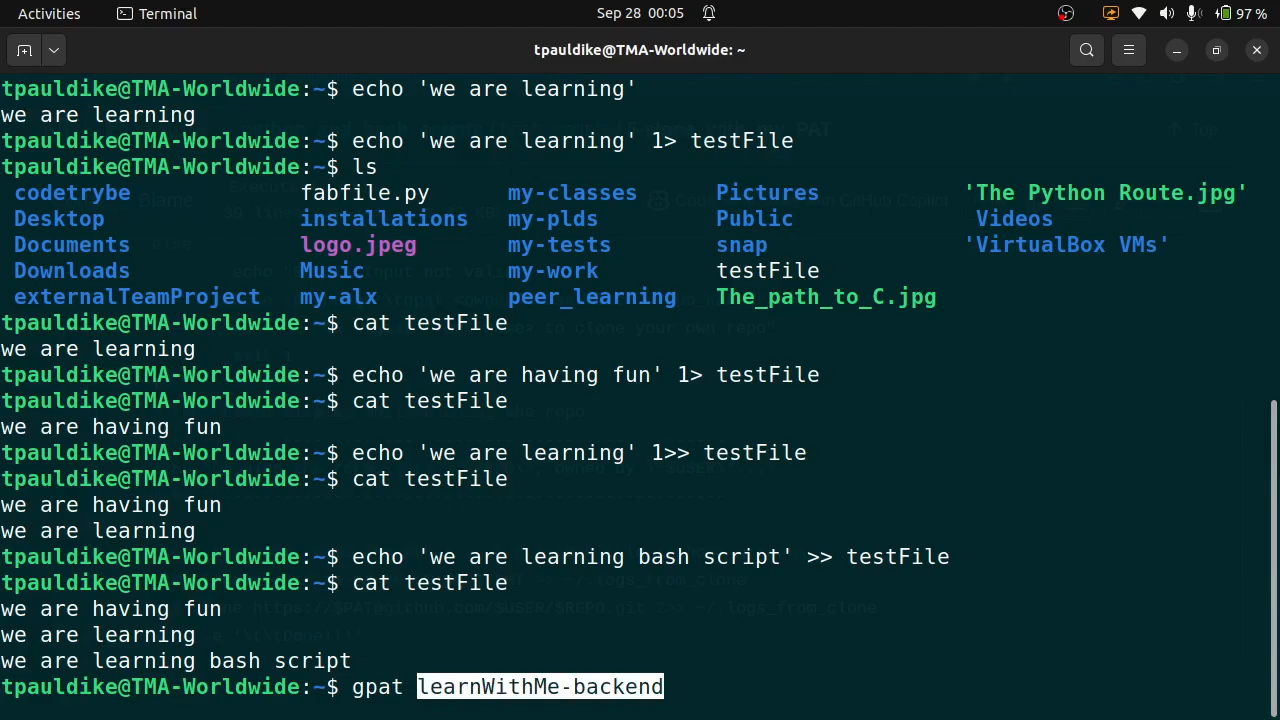 Activities Terminal Sep 28 00:05 97 %
tpauldike@TMA-Worldwide: ~
tpauldike@TMA-Worldwide:~$ echo 'we are learning'
we are learning
tpauldike@TMA-Worldwide:~$ echo 'we are learning' 1> testFile
tpauldike@TMA-Worldwide:~$ ls
codetrybe fabfile.py my-classes Pictures 'The Python Route.jpg'
Desktop installations my-plds Public Videos
Documents logo.jpeg my-tests snap 'VirtualBox VMs'
Downloads Music my-work testFile
externalTeamProject my-alx peer_learning The_path_to_C.jpg
tpauldike@TMA-Worldwide:~$ cat testFile
we are learning
tpauldike@TMA-Worldwide:~$ echo 'we are having fun' 1> testFile
tpauldike@TMA-Worldwide:~$ cat testFile
we are having fun
tpauldike@TMA-Worldwide:~$ echo 'we are learning' 1>> testFile
tpauldike@TMA-Worldwide:~$ cat testFile
we are having fun
we are learning
tpauldike@TMA-Worldwide:~$ echo 'we are learning bash script' >> testFile
tpauldike@TMA-Worldwide:~$ cat testFile
we are having fun
we are learning
we are learning bash script
tpauldike@TMA-Worldwide:~$ gpat learnWithMe-backend